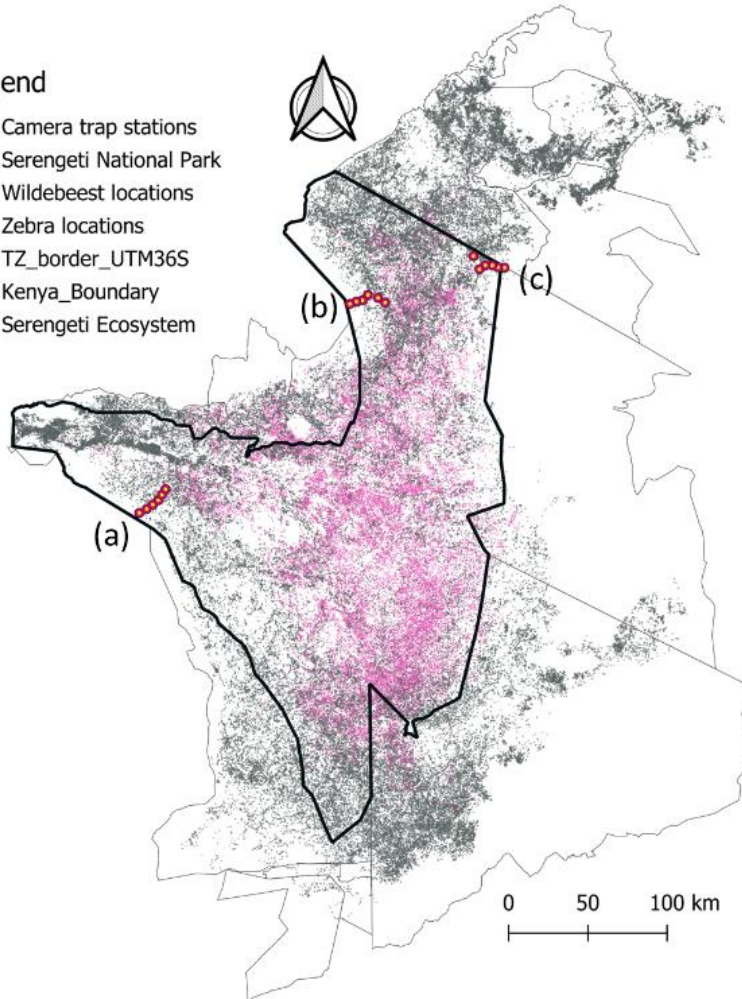 end
Camera trap stations
Serengeti National Park
Wildebeest locations
Zebra locations
TZ_border_UTM36S
Kenya_Boundary
Serengeti Ecosystem
(c)
(b)
(a)
0 50 100 km